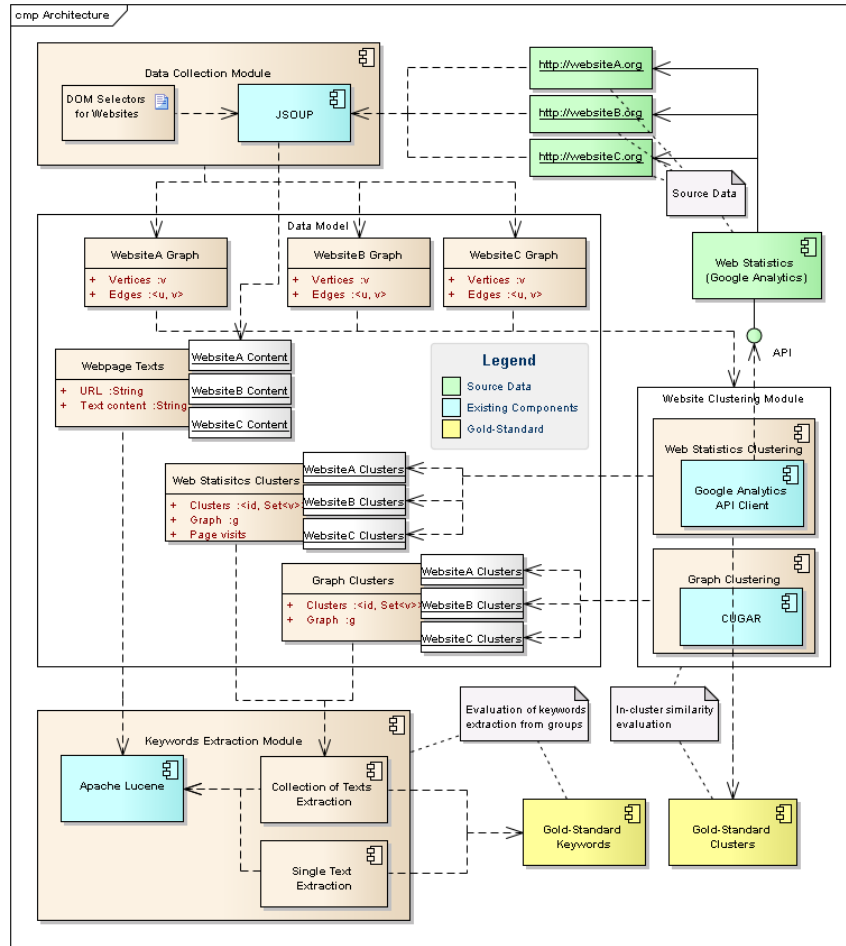 cmp Architecture
Data Collection Module
DOM Selectors
for Websites
JSOUP
http://websiteA.org
http://websiteB.org
http://websiteC.org
Source Data
Web Statistics
(Google Analytics)
API
Data Model
WebsiteA Graph
+ Vertices :v
+ Edges :<u, v>
WebsiteB Graph
+ Vertices :v
+ Edges :<u, v>
WebsiteC Graph
+ Vertices :v
+ Edges :<u, v>
Webpage Texts
+ URL :String
+ Text content :String
WebsiteA Content
WebsiteB Content
WebsiteC Content
Legend
Source Data
Existing Components
Gold-Standard
Website Clustering Module
Web Statistics Clustering
Google Analytics
API Client
Graph Clustering
CUGAR
Web Statisitcs Clusters
+ Clusters :<id, Set<v>>
+ Graph :g
+ Page visits
WebsiteA Clusters
WebsiteB Clusters
WebsiteC Clusters
Graph Clusters
+ Clusters :<id, Set<v>>
+ Graph :g
WebsiteA Clusters
WebsiteB Clusters
WebsiteC Clusters
Evaluation of keywords
extraction from groups
In-cluster similarity
evaluation
Keywords Extraction Module
Apache Lucene
Collection of Texts
Extraction
Single Text
Extraction
Gold-Standard
Keywords
Gold-Standard
Clusters